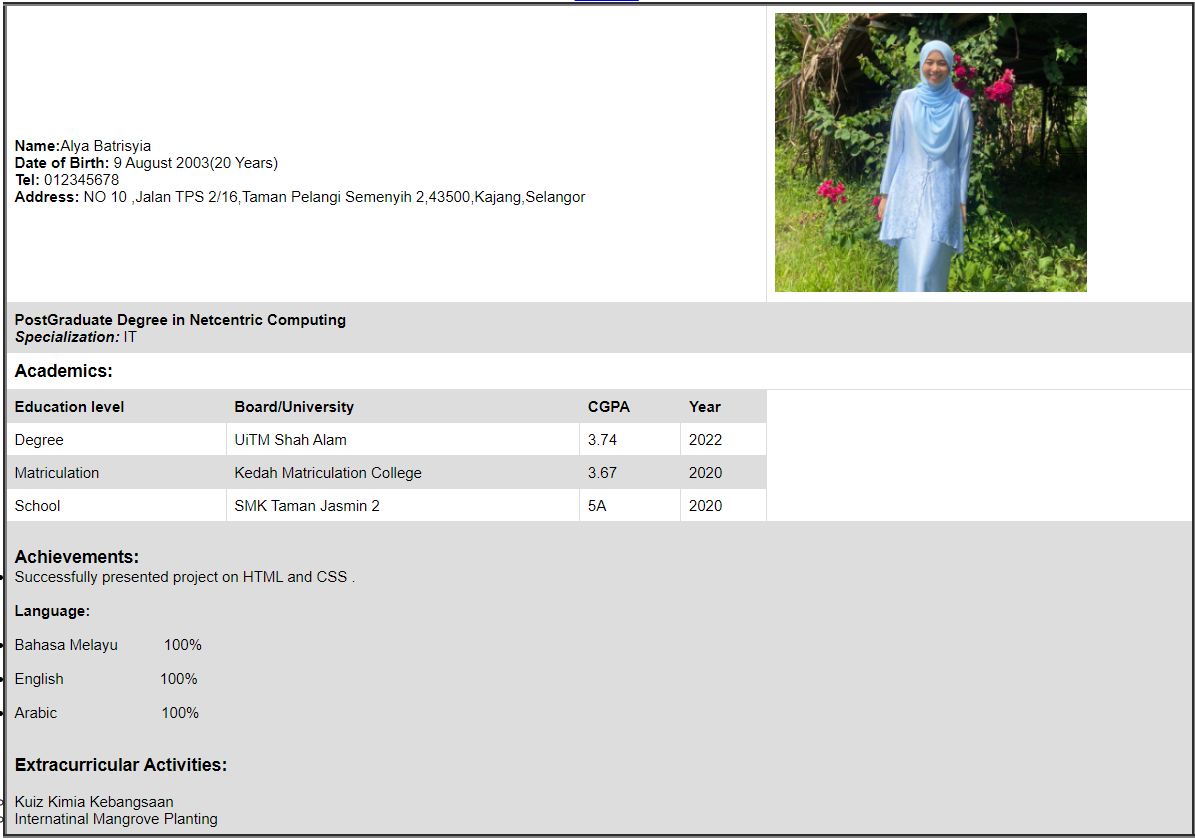 Name:Alya Batrisyia
Date of Birth: 9 August 2003(20 Years)
Tel: 012345678
Address: NO 10 ,Jalan TPS 2/16,Taman Pelangi Semenyih 2,43500,Kajang,Selangor
PostGraduate Degree in Netcentric Computing
Specialization: IT
Academics:
Education level Board/University CGPA Year
Degree UiTM Shah Alam 3.74 2022
Matriculation Kedah Matriculation College 3.67 2020
School SMK Taman Jasmin 2 5A 2020
Achievements:
Successfully presented project on HTML and CSS .
Language:
Bahasa Melayu 100%
English 100%
Arabic 100%
Extracurricular Activities:
Kuiz Kimia Kebangsaan
Internatinal Mangrove Planting